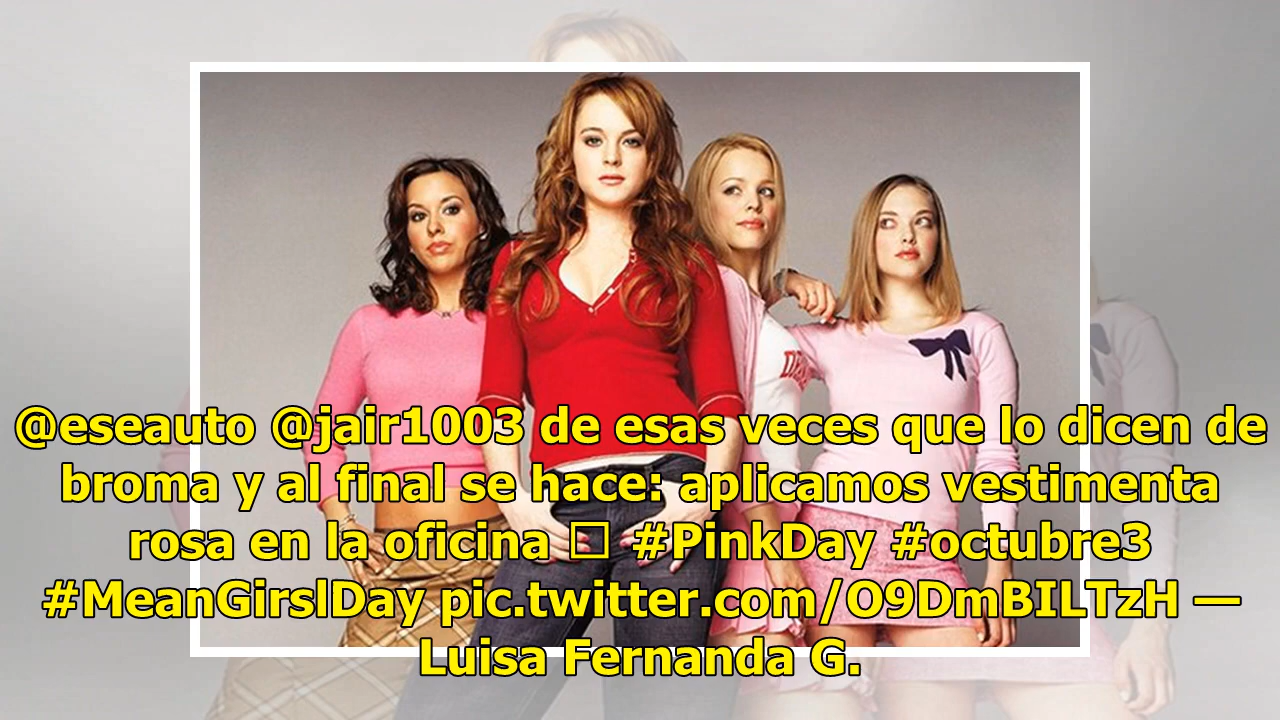 @eseauto @jair1003 de esas veces que lo dicen de
broma y al final se hace: aplicamos vestimenta
rosa en la oficina □ #PinkDay #octubre3
#MeanGirslDay pic.twitter.com/O9DmBILTzH —
Luisa Fernanda G.